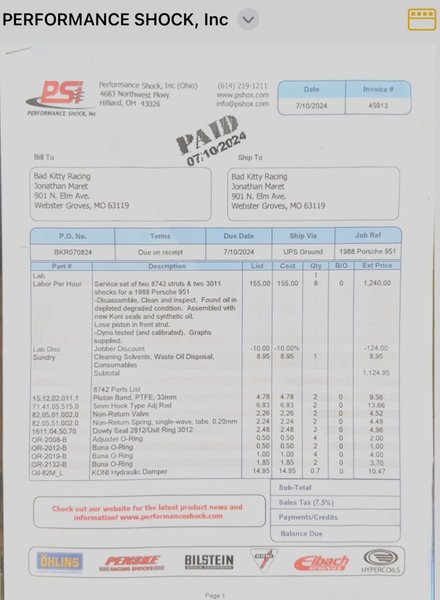 PERFORMANCE SHOCK, Inc
PSi
PERFORMANCE SHOCK, Inc
Performance Shock, Inc (Ohio)
4683 Northwest Pkwy
Hilliard, OH 43026
(614) 219-1211
www.pshox.com
info@pshox.com
Date Invoice #
7/10/2024 45913
PAID
07/10/2024
Bill To
Bad Kitty Racing
Jonathan Maret
901 N. Elm Ave.
Webster Groves, MO 63119
Ship To
Bad Kitty Racing
Jonathan Maret
901 N. Elm Ave.
Webster Groves, MO 63119
P.O. No. Terms Due Date Ship Via Job Ref
BKR070824 Due on receipt 7/10/2024 UPS Ground 1988 Porsche 951
Part # Description List Cost Qty B/O Ext Price
Lab 1
Labor Per Hour Service set of two 8742 struts & two 3011 155.00 155.00 8 0 1,240.00
shocks for a 1988 Porsche 951
-Disassemble, Clean and inspect. Found oil in
depleted degraded condition. Assembled with
new Koni seals and synthetic oil.
Lose piston in front strut.
-Dyno tested (and calibrated). Graphs
supplied.
Lab Disc Jobber Discount -10.00 -10.00% -124.00
Sundry Cleaning Solvents, Waste Oil Disposal, 8.95 8.95 1 8.95
Consumables
Subtotal 1,124.95
8742 Parts List
15.12.02.011.1 Piston Band, PTFE, 33mm 4.78 4.78 2 0 9.56
71.41.05.515.0 5mm Hook Type Adj.Rod 6.83 6.83 2 0 13.66
82.05.01.002.0 Non-Return Valve 2.26 2.26 2 0 4.52
82.05.51.002.0 Non-Return Spring, single-wave, tabs, 0.20mm 2.24 2.24 2 0 4.48
1611.04.50.70 Dowty Seal 2812/Usit Ring 3012 2.48 2.48 2 0 4.96
OR-2008-B Adjuster O-Ring 0.50 0.50 4 0 2.00
OR-2012-B Buna O-Ring 0.50 0.50 2 0 1.00
OR-2019-B Buna O-Ring 1.00 1.00 4 0 4.00
OR-2132-B Buna O-Ring 1.85 1.85 2 0 3.70
Oil-82M_L KONI Hydraulic Damper 14.95 14.95 0.7 0 10.47
Check out our website for the latest product news and
information! www.performanceshock.com
Sub-Total
Sales Tax (7.5%)
Payments/Credits
Balance Due
ÖHLINS
PENSKE
RACING SHOCKS
BILSTEIN
Eibach
SPRINGS
HYPERCOILS
Page 1